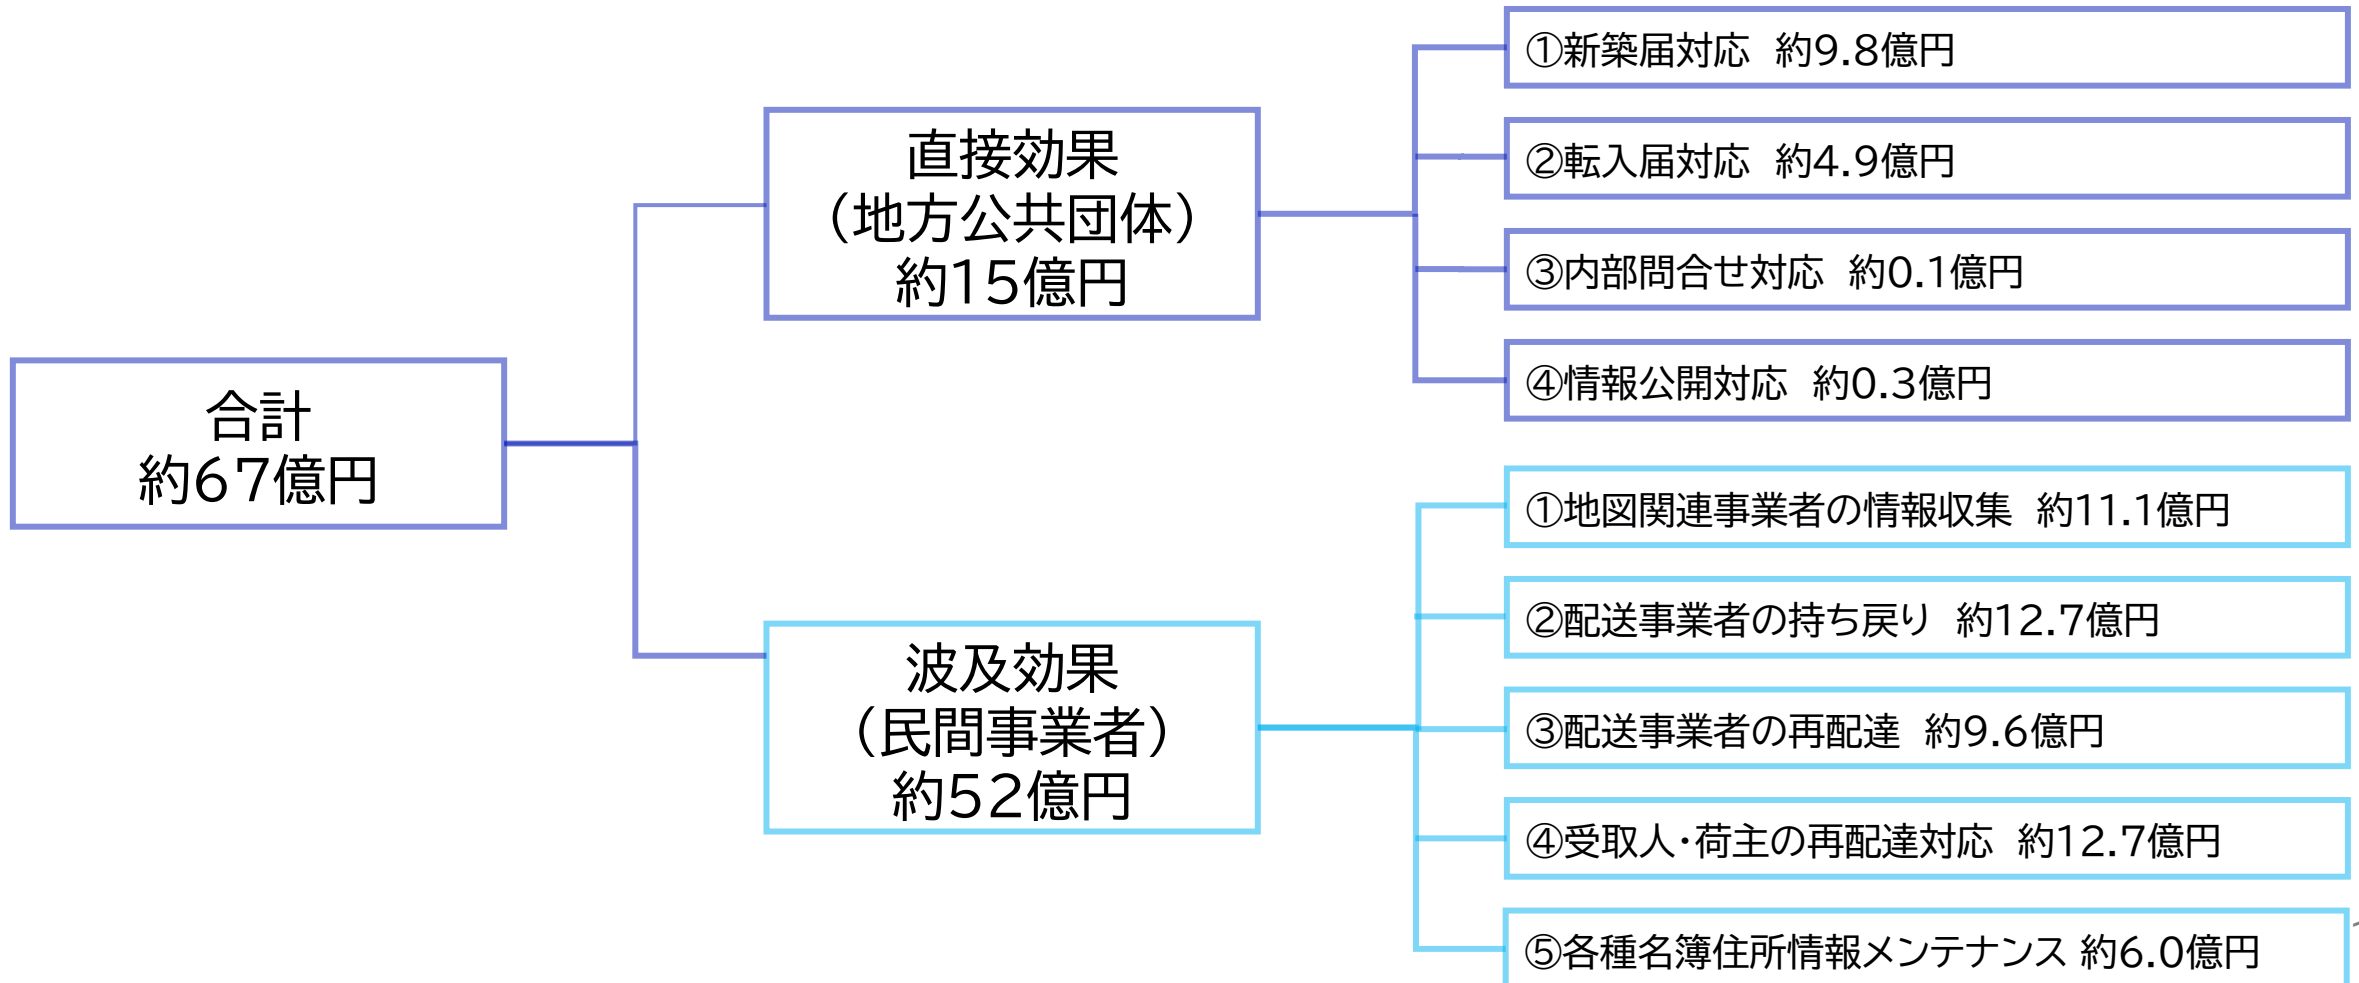 合計
約67億円
直接効果
（地方公共団体）
約15億円
①新築届対応　約9.8億円
②転入届対応　約4.9億円
③内部問合せ対応　約0.1億円
④情報公開対応　約0.3億円
波及効果
（民間事業者）
約52億円
①地図関連事業者の情報収集　約11.1億円
②配送事業者の持ち戻り　約12.7億円
③配送事業者の再配達　約9.6億円
④受取人・荷主の再配達対応　約12.7億円
⑤各種名簿住所情報メンテナンス 約6.0億円